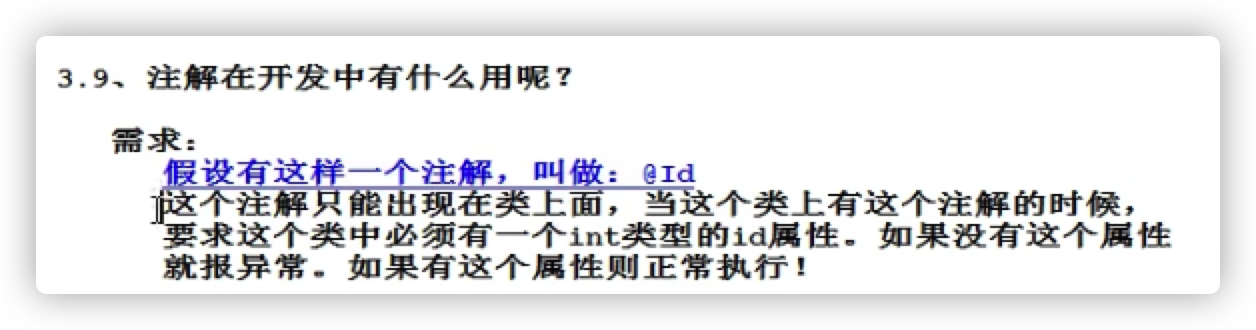 3.9、注解在开发中有什么用呢？
需求：
假设有这样一个注解，叫做：@Id
这个注解只能出现在类上面，当这个类上有这个注解的时候，
要求这个类中必须有一个int类型的id属性。如果没有这个属性
就报异常。如果有这个属性则正常执行！